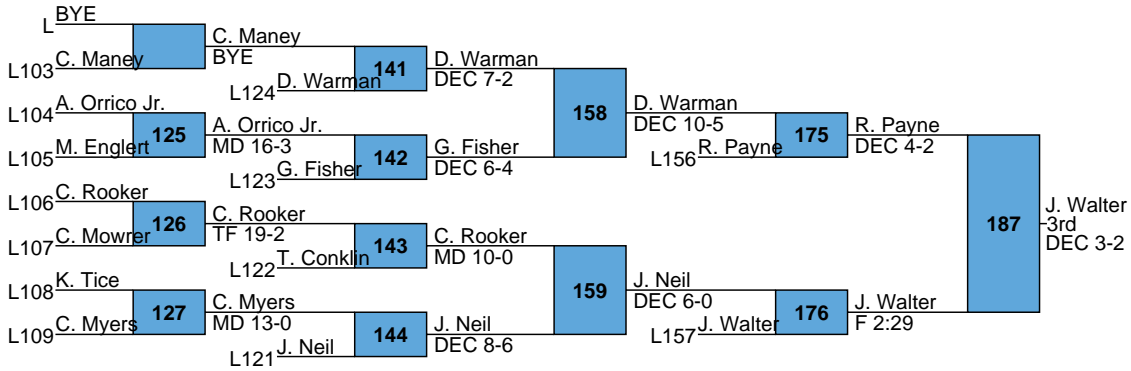 L BYE
L103 C. Maney
C. Maney
BYE
L124 D. Warman
141
D. Warman
DEC 7-2
L104 A. Orrico Jr.
L105 M. Englert
125
A. Orrico Jr.
MD 16-3
L123 G. Fisher
142
G. Fisher
DEC 6-4
158
D. Warman
DEC 10-5
L156 R. Payne
175
R. Payne
DEC 4-2
L106 C. Rooker
L107 C. Mowrer
126
C. Rooker
TF 19-2
L122 T. Conklin
143
C. Rooker
MD 10-0
L108 K. Tice
L109 C. Myers
127
C. Myers
MD 13-0
L121 J. Neil
144
J. Neil
DEC 8-6
159
J. Neil
DEC 6-0
L157 J. Walter
176
J. Walter
F 2:29
187
J. Walter
3rd
DEC 3-2